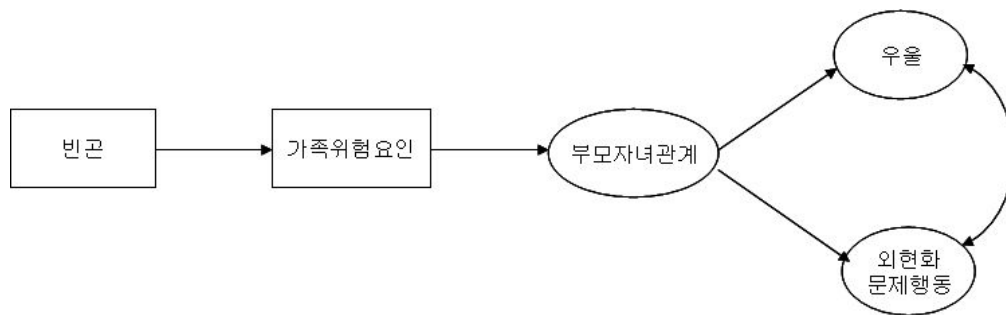 우울
빈곤
가족위험요인
부모자녀관계
외현화
문제행동